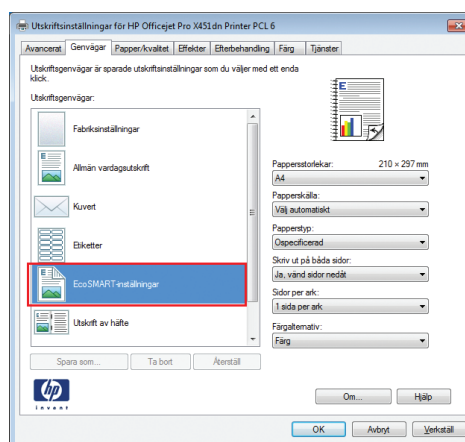 Utskriftsinställningar för HP Officejet Pro X451dn Printer PCL 6
Avancerat Genvägar Papper/kvalitet Effekter Efterbehandling Färg Tjänster
Utskriftsgenvägar är sparade utskriftsinställningar som du väljer med ett enda
klick.
Utskriftsgenvägar:
Fabriksinställningar
Allmän vardagsutskrift
Kuvert
Etiketter
EcoSMART-inställningar
Utskrift av häfte
Spara som... Ta bort Återställ
Pappersstorlekar: 210 × 297 mm
A4
Papperskälla:
Välj automatiskt
Papperstyp:
Ospecificerad
Skriv ut på båda sidor:
Ja, vänd sidor nedåt
Sidor per ark:
1 sida per ark
Färgalternativ:
Färg
hp
invent
Om... Hjälp
OK Avbryt Verkställ